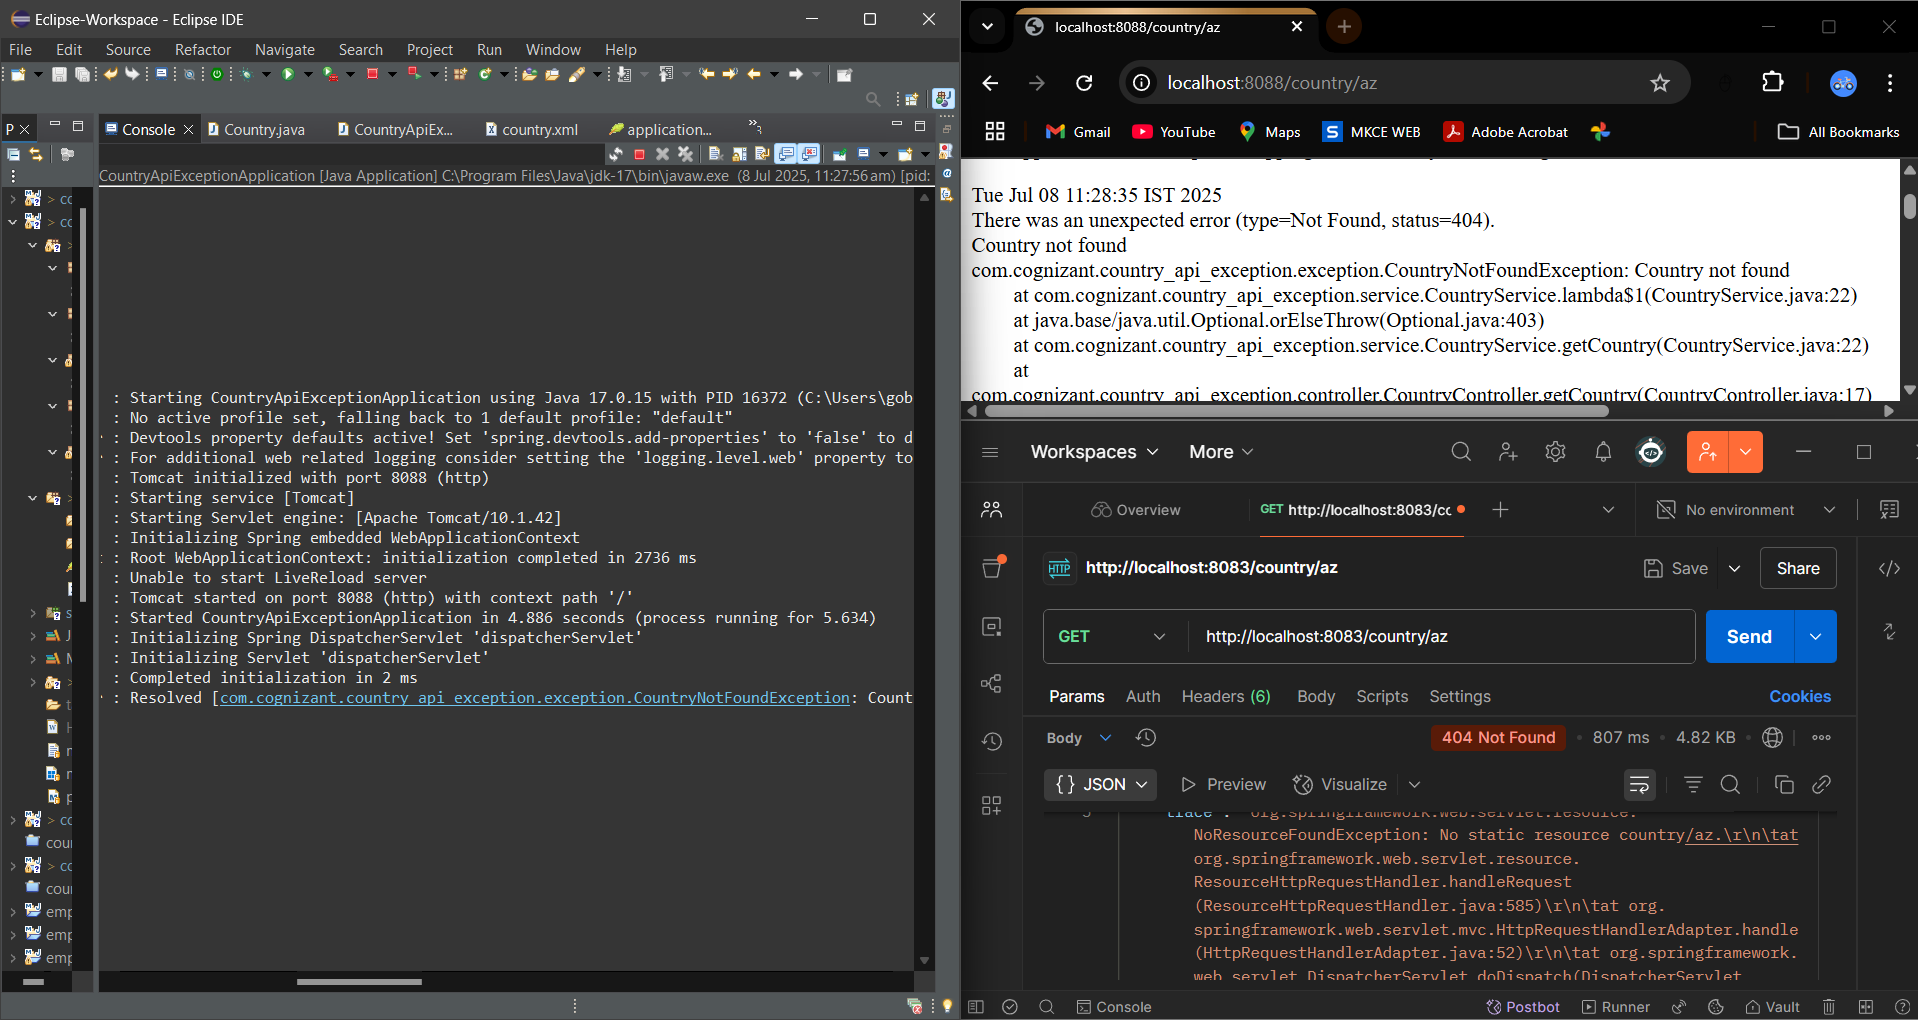 Eclipse-Workspace - Eclipse IDE
File Edit Source Refactor Navigate Search Project Run Window Help
P Console Country.java CountryApiEx... country.xml application...
CountryApiExceptionApplication [Java Application] C:\Program Files\Java\jdk-17\bin\javaw.exe (8 Jul 2025, 11:27:56 am) [pid:
> cc
> cc
: Starting CountryApiExceptionApplication using Java 17.0.15 with PID 16372 (C:\Users\gob
: No active profile set, falling back to 1 default profile: "default"
: Devtools property defaults active! Set 'spring.devtools.add-properties' to 'false' to d
: For additional web related logging consider setting the 'logging.level.web' property to
: Tomcat initialized with port 8088 (http)
: Starting service [Tomcat]
: Starting Servlet engine: [Apache Tomcat/10.1.42]
: Initializing Spring embedded WebApplicationContext
: Root WebApplicationContext: initialization completed in 2736 ms
: Unable to start LiveReload server
: Tomcat started on port 8088 (http) with context path '/'
: Started CountryApiExceptionApplication in 4.886 seconds (process running for 5.634)
: Initializing Spring DispatcherServlet 'dispatcherServlet'
: Initializing Servlet 'dispatcherServlet'
: Completed initialization in 2 ms
: Resolved [com.cognizant.country_api_exception.exception.CountryNotFoundException: Count
> cc
cour
> cc
cour
emp
emp
emp
localhost:8088/country/az
localhost:8088/country/az
Gmail YouTube Maps S MKCE WEB Adobe Acrobat All Bookmarks
Tue Jul 08 11:28:35 IST 2025
There was an unexpected error (type=Not Found, status=404).
Country not found
com.cognizant.country_api_exception.exception.CountryNotFoundException: Country not found
at com.cognizant.country_api_exception.service.CountryService.lambda$1(CountryService.java:22)
at java.base/java.util.Optional.orElseThrow(Optional.java:403)
at com.cognizant.country_api_exception.service.CountryService.getCountry(CountryService.java:22)
at
com.cognizant.country_api_exception.controller.CountryController.getCountry(CountryController.java:17)
Workspaces More
Overview GET http://localhost:8083/cc No environment
HTTP http://localhost:8083/country/az Save Share
GET http://localhost:8083/country/az Send
Params Auth Headers (6) Body Scripts Settings Cookies
Body 404 Not Found 807 ms 4.82 KB
{} JSON Preview Visualize
5 "trace": "org.springframework.web.servlet.resource.
NoResourceFoundException: No static resource country/az.\r\n\tat
org.springframework.web.servlet.resource.
ResourceHttpRequestHandler.handleRequest
(ResourceHttpRequestHandler.java:585)\r\n\tat org.
springframework.web.servlet.mvc.HttpRequestHandlerAdapter.handle
(HttpRequestHandlerAdapter.java:52)\r\n\tat org.springframework.
web.servlet.DispatcherServlet.doDispatch(DispatcherServlet
Console Postbot Runner Vault